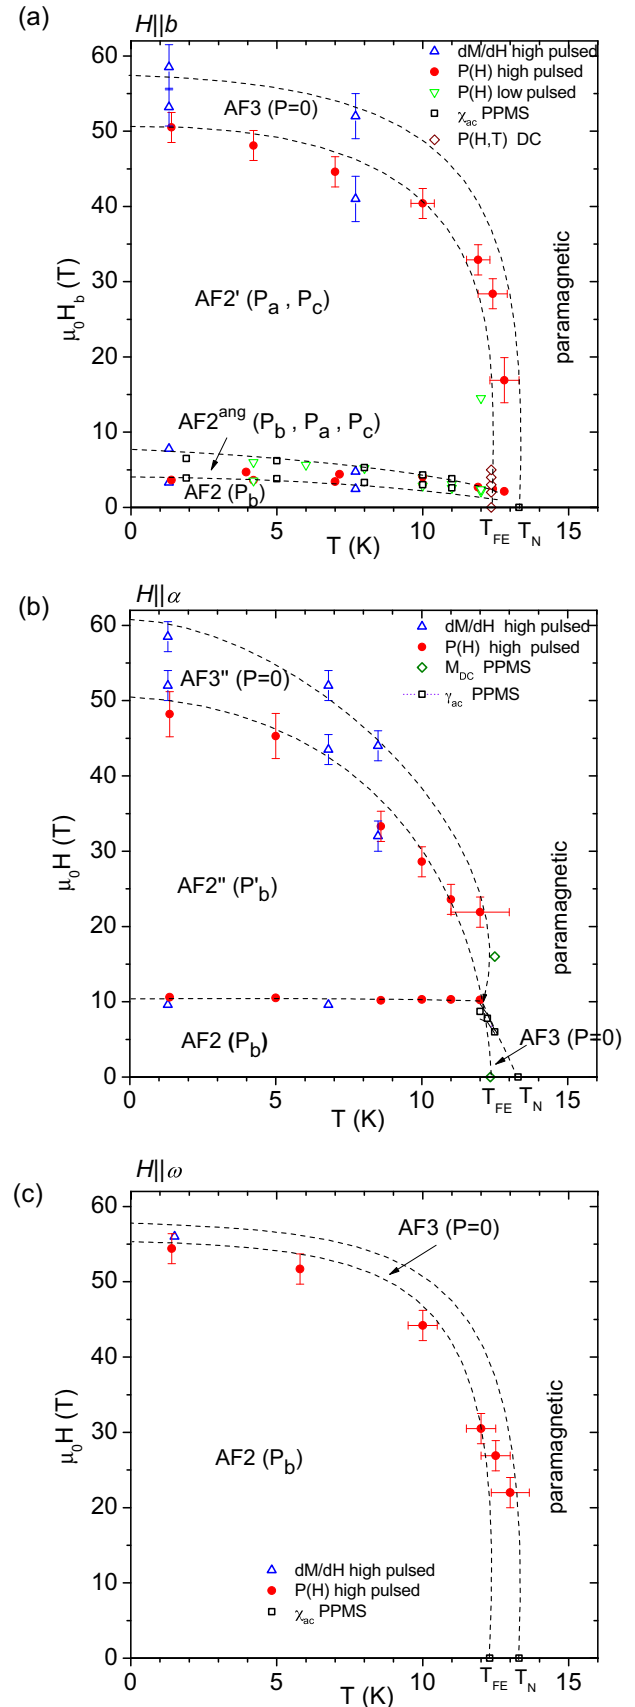 (a)
H||b
60
50
40
30
20
10
0
μ0Hb (T)
dM/dH high pulsed
P(H) high pulsed
P(H) low pulsed
χac PPMS
P(H,T) DC
AF3 (P=0)
AF2' (Pa , Pc)
AF2ang (Pb , Pa , Pc)
AF2 (Pb)
paramagnetic
0 5 10 15
TFE TN
T (K)
(b)
H||α
60
50
40
30
20
10
0
μ0H (T)
dM/dH high pulsed
P(H) high pulsed
MDC PPMS
γac PPMS
AF3" (P=0)
AF2" (P'b)
AF2 (Pb)
AF3 (P=0)
paramagnetic
0 5 10 15
TFE TN
T (K)
(c)
H||ω
60
50
40
30
20
10
0
μ0H (T)
AF3 (P=0)
AF2 (Pb)
paramagnetic
dM/dH high pulsed
P(H) high pulsed
χac PPMS
TFE TN
0 5 10 15
T (K)